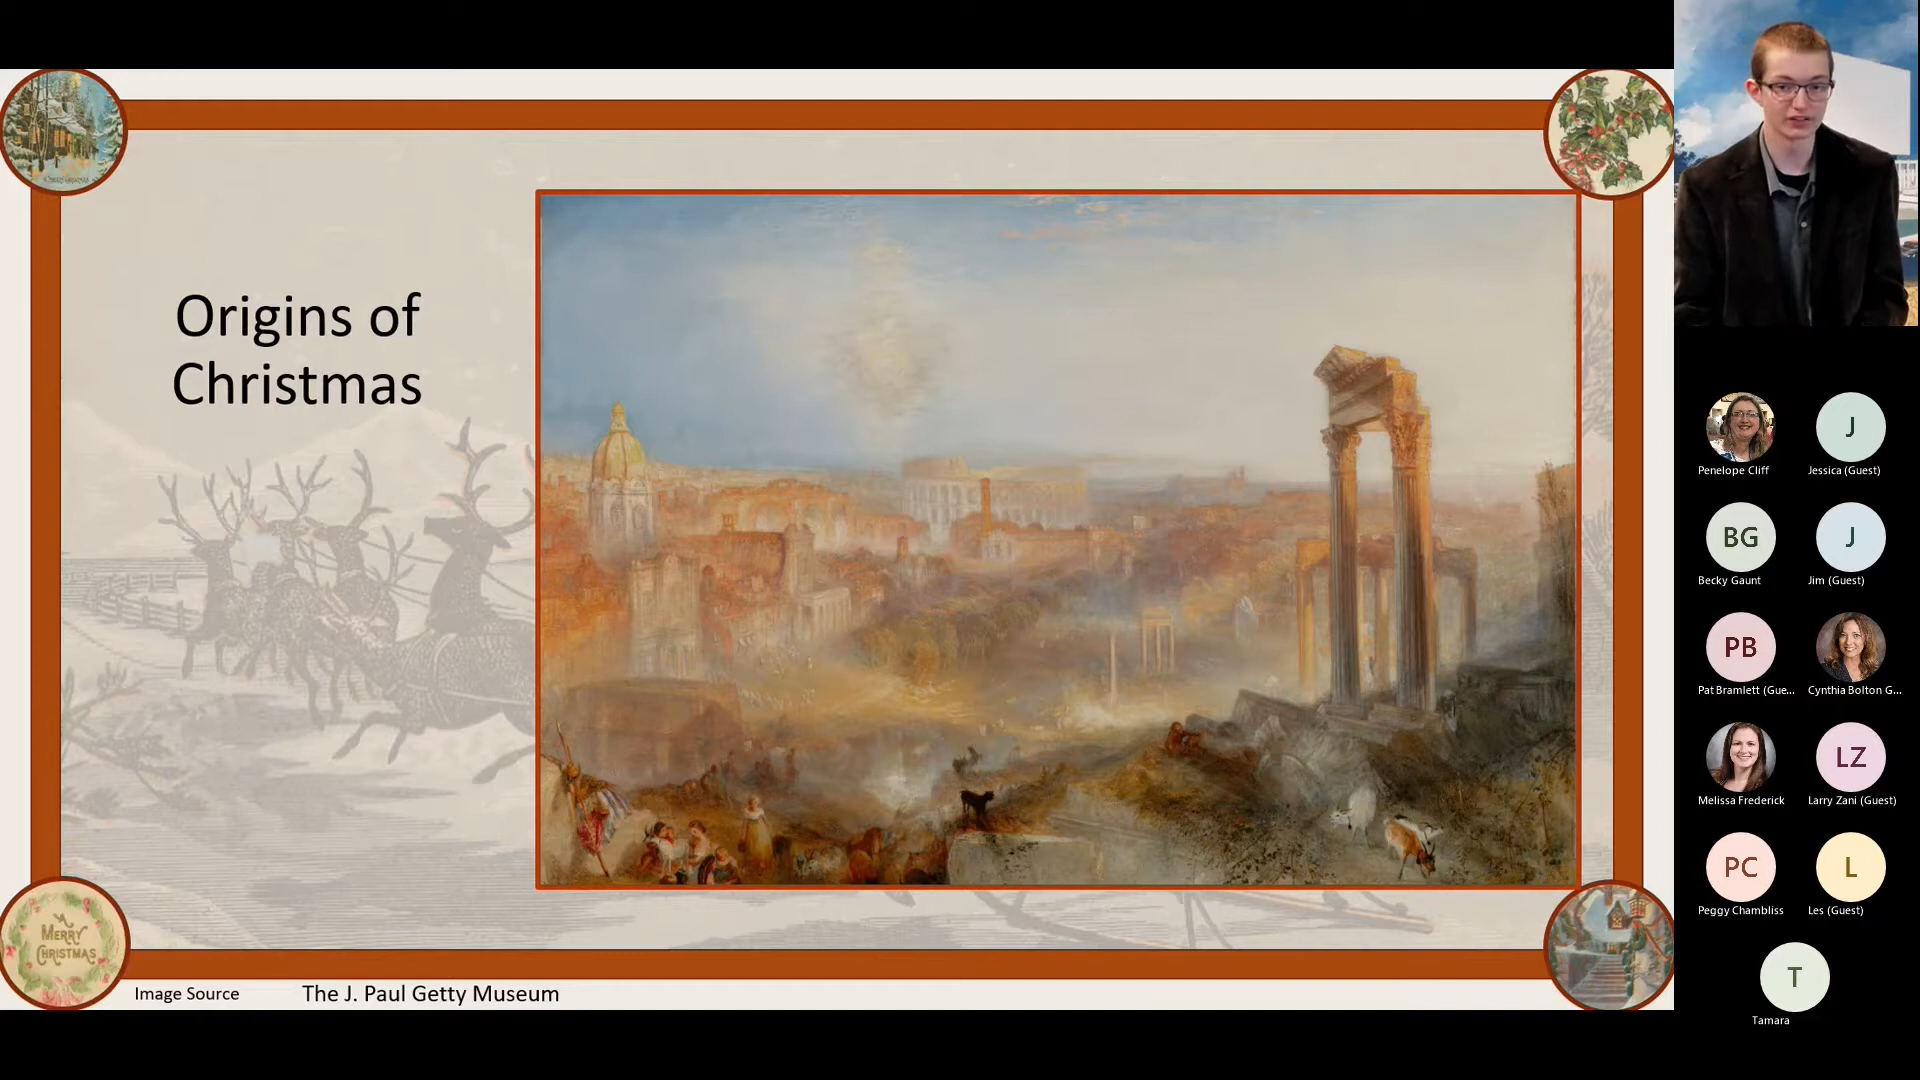 Origins of
Christmas
A
MERRY
CHRISTMAS
Image Source
The J. Paul Getty Museum
Penelope Cliff
J
Jessica (Guest)
BG
Becky Gaunt
J
Jim (Guest)
PB
Pat Bramlett (Gue...
Cynthia Bolton G...
Melissa Frederick
LZ
Larry Zani (Guest)
PC
Peggy Chambliss
L
Les (Guest)
T
Tamara